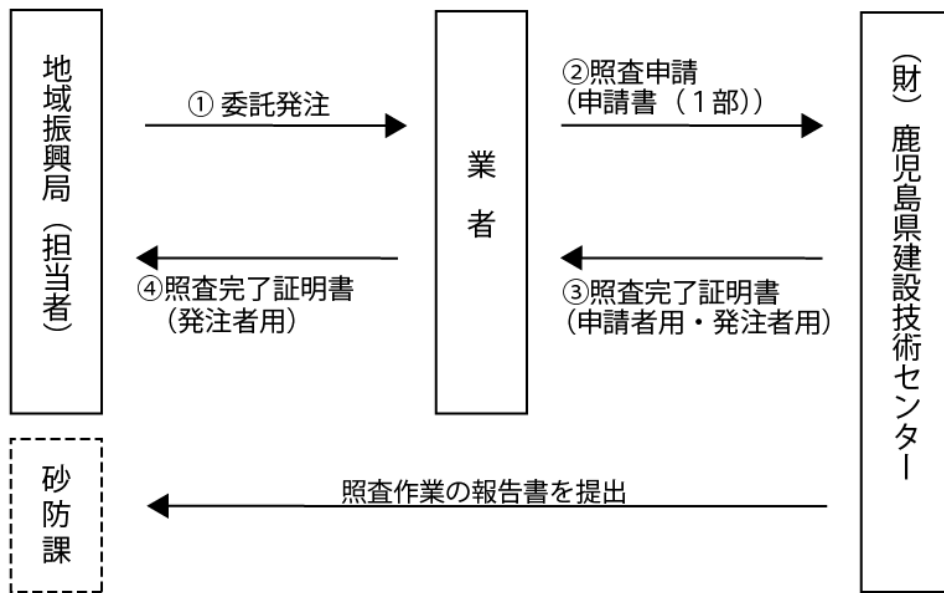 地域振興局（担当者）
① 委託発注
業者
②照査申請
（申請書（１部））
（財）鹿児島県建設技術センター
④照査完了証明書
（発注者用）
③照査完了証明書
（申請者用・発注者用）
砂防課
照査作業の報告書を提出